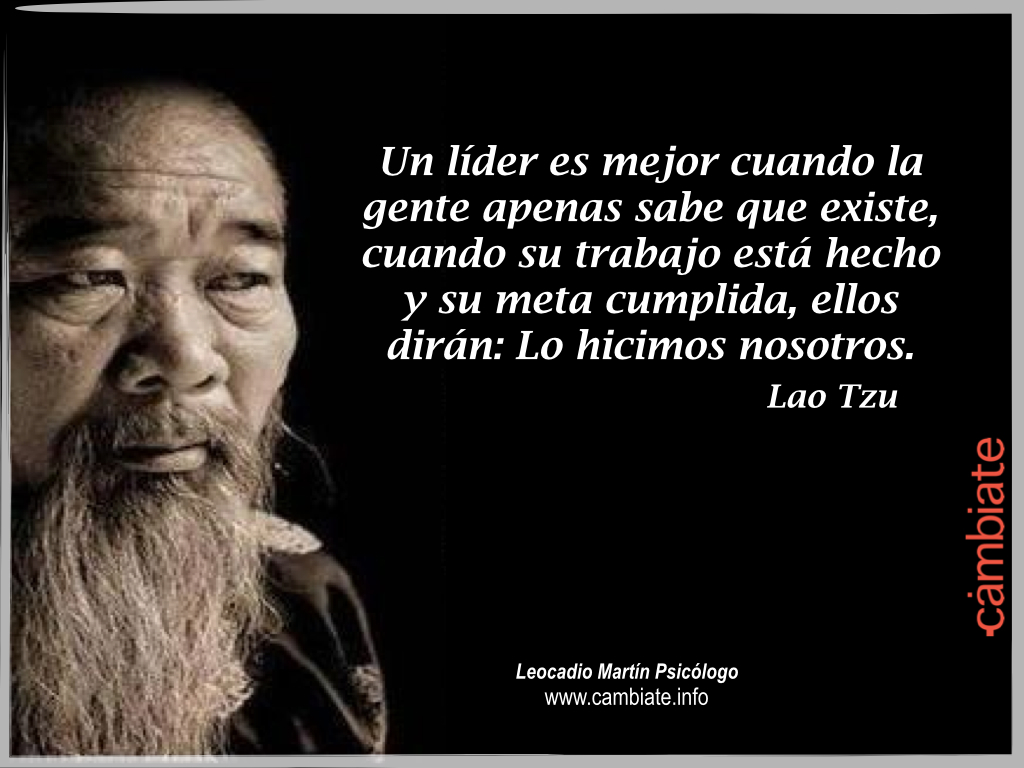 Un líder es mejor cuando la
gente apenas sabe que existe,
cuando su trabajo está hecho
y su meta cumplida, ellos
dirán: Lo hicimos nosotros.
Lao Tzu
cámbiate
Leocadio Martín Psicólogo
www.cambiate.info